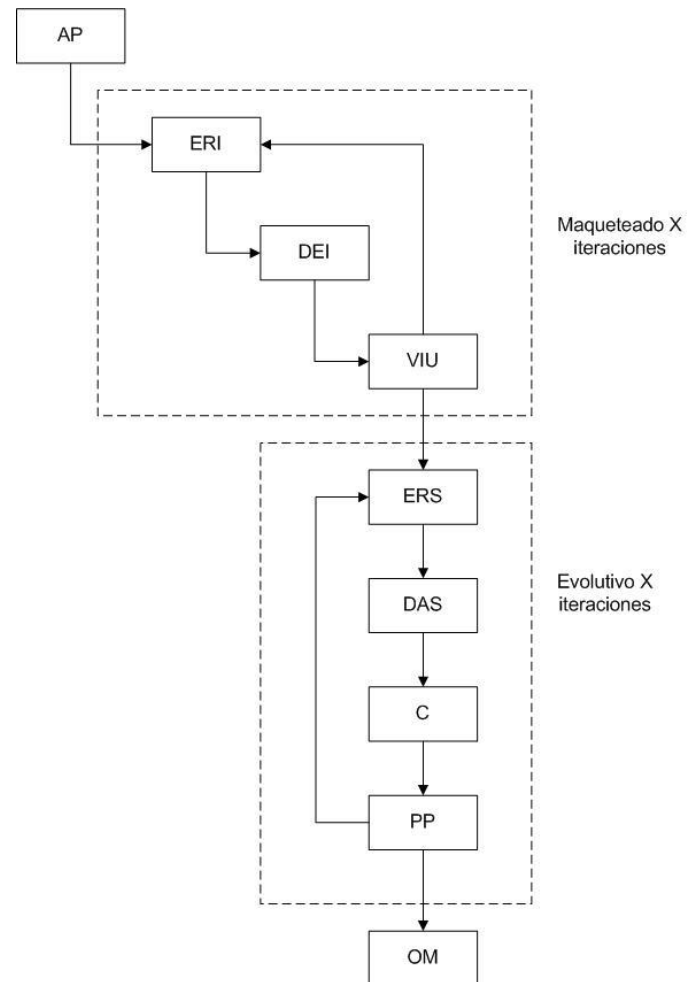 AP
ERI
DEI
Maqueteado X
iteraciones
VIU
ERS
DAS
Evolutivo X
iteraciones
C
PP
OM